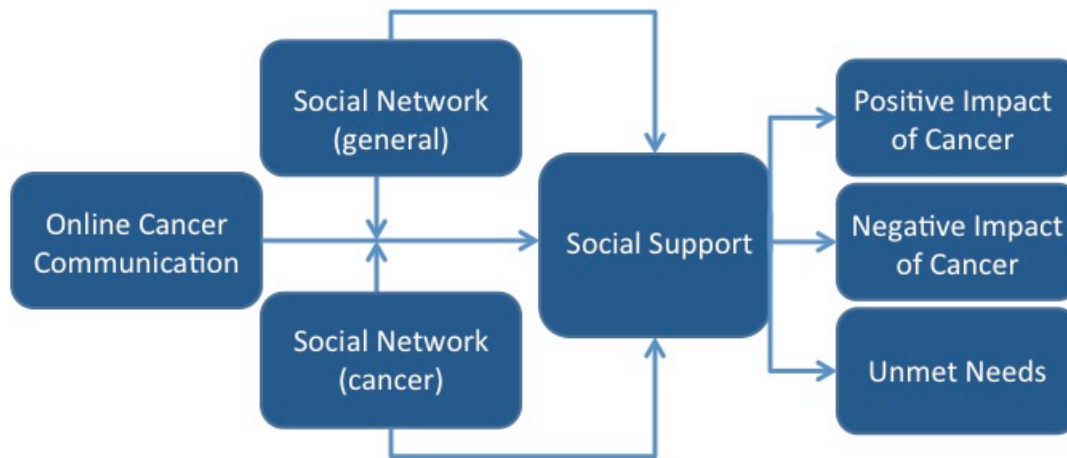 Social Network
(general)
Online Cancer
Communication
Social Network
(cancer)
Social Support
Positive Impact
of Cancer
Negative Impact
of Cancer
Unmet Needs